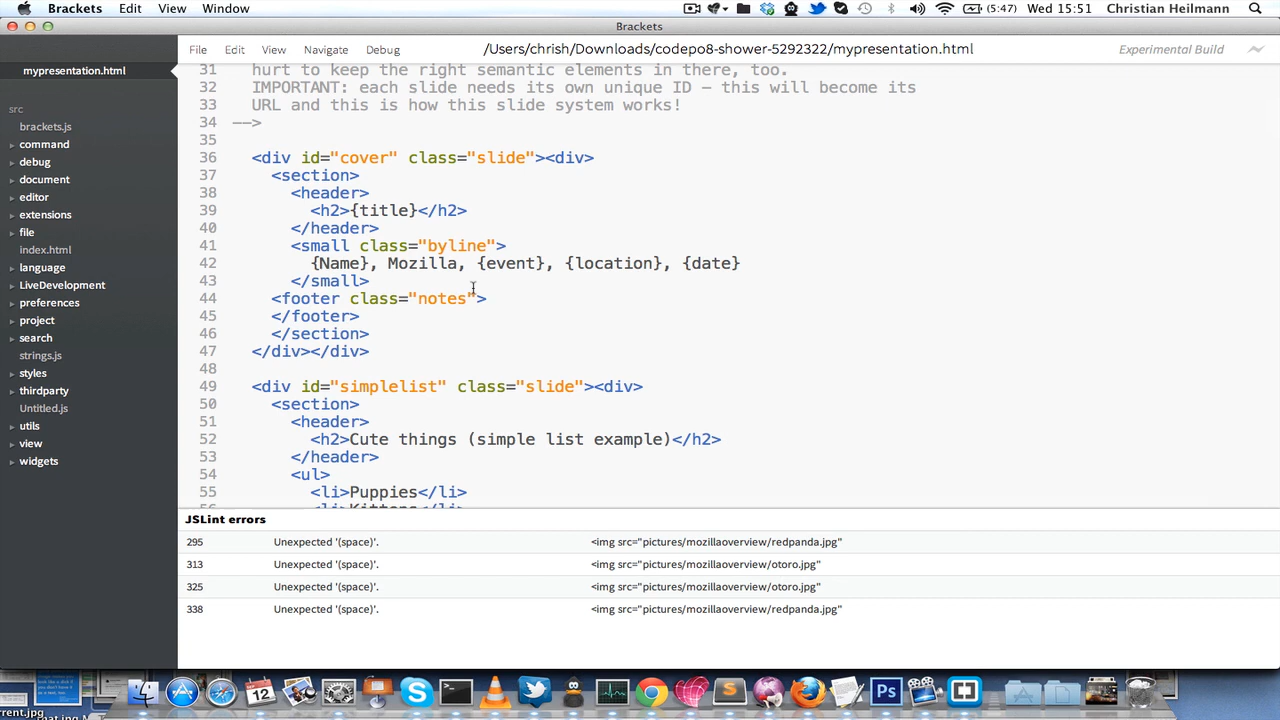 Brackets Edit View Window (5:47) Wed 15:51 Christian Heilmann
Brackets
File Edit View Navigate Debug /Users/chrish/Downloads/codepo8-shower-5292322/mypresentation.html Experimental Build
mypresentation.html
src
brackets.js
command
debug
document
editor
extensions
file
index.html
language
LiveDevelopment
preferences
project
search
strings.js
styles
thirdparty
Untitled.js
utils
view
widgets
31 hurt to keep the right semantic elements in there, too.
32 IMPORTANT: each slide needs its own unique ID – this will become its
33 URL and this is how this slide system works!
34 -->
35
36 <div id="cover" class="slide"><div>
37 <section>
38 <header>
39 <h2>{title}</h2>
40 </header>
41 <small class="byline">
42 {Name}, Mozilla, {event}, {location}, {date}
43 </small>
44 <footer class="notes">
45 </footer>
46 </section>
47 </div></div>
48
49 <div id="simplelist" class="slide"><div>
50 <section>
51 <header>
52 <h2>Cute things (simple list example)</h2>
53 </header>
54 <ul>
55 <li>Puppies</li>
56 <li>Kittens</li>
JSLint errors
295 Unexpected '(space)'. <img src="pictures/mozillaoverview/redpanda.jpg"
313 Unexpected '(space)'. <img src="pictures/mozillaoverview/otoro.jpg"
325 Unexpected '(space)'. <img src="pictures/mozillaoverview/otoro.jpg"
338 Unexpected '(space)'. <img src="pictures/mozillaoverview/redpanda.jpg"
12
Ps
rrent.jpg